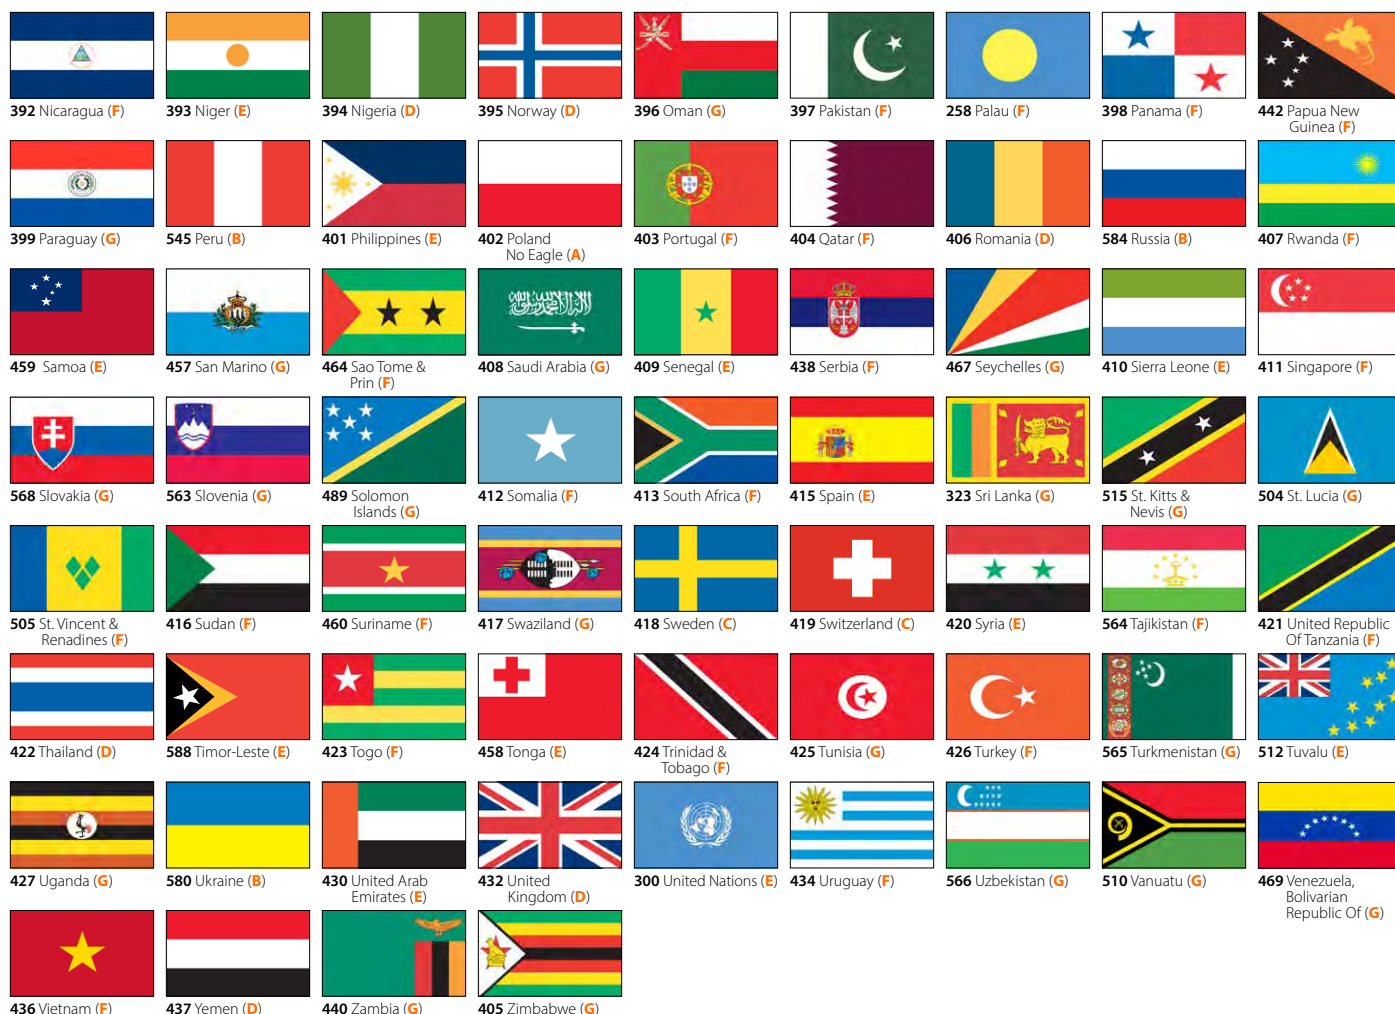 392 Nicaragua (F)
393 Niger (E)
394 Nigeria (D)
395 Norway (D)
396 Oman (G)
397 Pakistan (F)
258 Palau (F)
398 Panama (F)
442 Papua New
Guinea (F)
399 Paraguay (G)
545 Peru (B)
401 Philippines (E)
402 Poland
No Eagle (A)
403 Portugal (F)
404 Qatar (F)
406 Romania (D)
584 Russia (B)
407 Rwanda (F)
459 Samoa (E)
457 San Marino (G)
464 Sao Tome &
Prin (F)
408 Saudi Arabia (G)
409 Senegal (E)
438 Serbia (F)
467 Seychelles (G)
410 Sierra Leone (E)
411 Singapore (F)
568 Slovakia (G)
563 Slovenia (G)
489 Solomon
Islands (G)
412 Somalia (F)
413 South Africa (F)
415 Spain (E)
323 Sri Lanka (G)
515 St. Kitts &
Nevis (G)
504 St. Lucia (G)
505 St. Vincent &
Renadines (F)
416 Sudan (F)
460 Suriname (F)
417 Swaziland (G)
418 Sweden (C)
419 Switzerland (C)
420 Syria (E)
564 Tajikistan (F)
421 United Republic
Of Tanzania (F)
422 Thailand (D)
588 Timor-Leste (E)
423 Togo (F)
458 Tonga (E)
424 Trinidad &
Tobago (F)
425 Tunisia (G)
426 Turkey (F)
565 Turkmenistan (G)
512 Tuvalu (E)
427 Uganda (G)
580 Ukraine (B)
430 United Arab
Emirates (E)
432 United
Kingdom (D)
300 United Nations (E)
434 Uruguay (F)
566 Uzbekistan (G)
510 Vanuatu (G)
469 Venezuela,
Bolivarian
Republic Of (G)
436 Vietnam (F)
437 Yemen (D)
440 Zambia (G)
405 Zimbabwe (G)